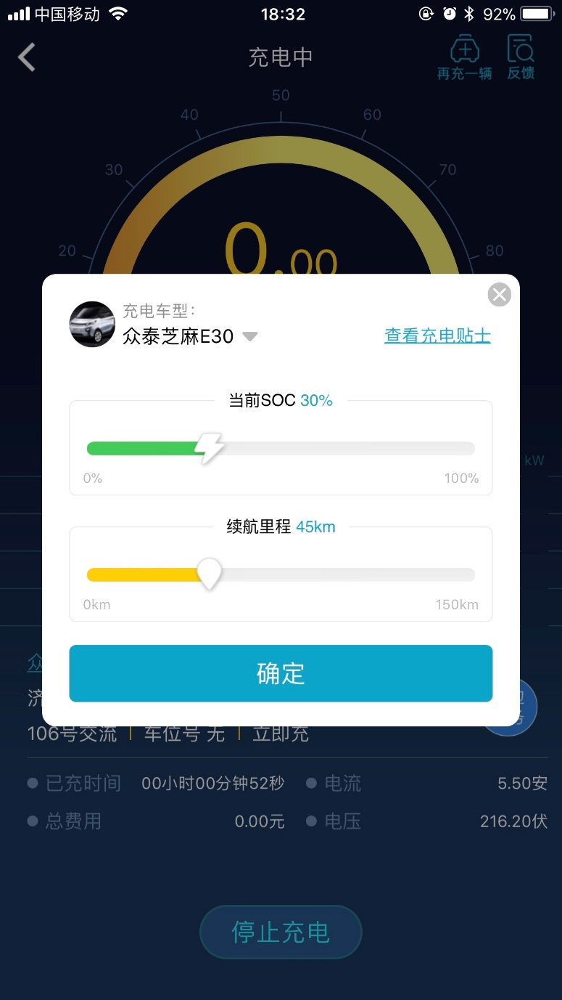 中国移动 18:32 92%
充电中
再充一辆 反馈
50
40 60
30 70
20 80
0.00
充电车型：
众泰芝麻E30 查看充电贴士
当前SOC 30%
0% 100%
kW
续航里程 45km
0km 150km
确定
众
济
106号交流 车位号 无 立即充
已充时间 00小时00分钟52秒 电流 5.50安
总费用 0.00元 电压 216.20伏
停止充电